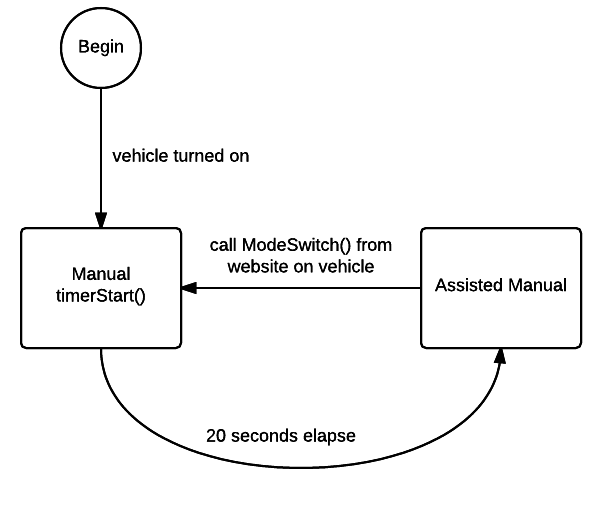 Begin
vehicle turned on
call ModeSwitch() from
website on vehicle
Manual
timerStart()
Assisted Manual
20 seconds elapse